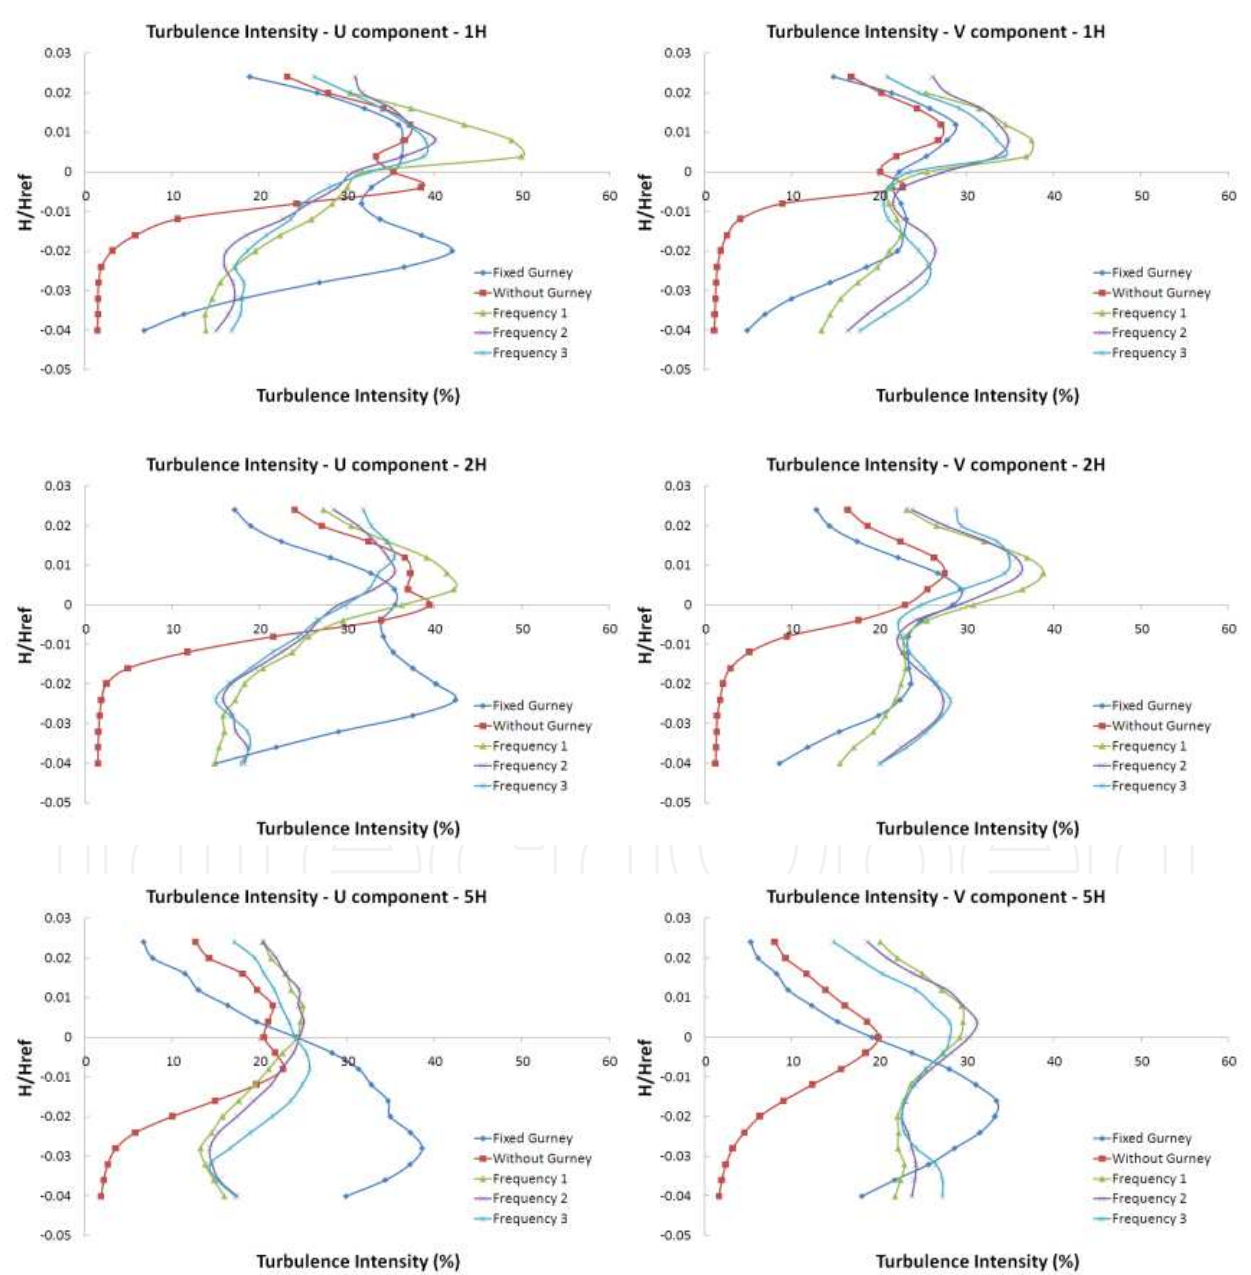 Turbulence Intensity - U component - 1H
0.03
0.02
0.01
0
-0.01
-0.02
-0.03
-0.04
-0.05
0 10 20 30 40 50 60
H/Href
Fixed Gurney
Without Gurney
Frequency 1
Frequency 2
Frequency 3
Turbulence Intensity (%)
Turbulence Intensity - V component - 1H
0.03
0.02
0.01
0
-0.01
-0.02
-0.03
-0.04
-0.05
0 10 20 30 40 50 60
H/Href
Fixed Gurney
Without Gurney
Frequency 1
Frequency 2
Frequency 3
Turbulence Intensity (%)
Turbulence Intensity - U component - 2H
0.03
0.02
0.01
0
-0.01
-0.02
-0.03
-0.04
-0.05
0 10 20 30 40 50 60
H/Href
Fixed Gurney
Without Gurney
Frequency 1
Frequency 2
Frequency 3
Turbulence Intensity (%)
Turbulence Intensity - V component - 2H
0.03
0.02
0.01
0
-0.01
-0.02
-0.03
-0.04
-0.05
0 10 20 30 40 50 60
H/Href
Fixed Gurney
Without Gurney
Frequency 1
Frequency 2
Frequency 3
Turbulence Intensity (%)
Turbulence Intensity - U component - 5H
0.03
0.02
0.01
0
-0.01
-0.02
-0.03
-0.04
-0.05
0 10 20 30 40 50 60
H/Href
Fixed Gurney
Without Gurney
Frequency 1
Frequency 2
Frequency 3
Turbulence Intensity (%)
Turbulence Intensity - V component - 5H
0.03
0.02
0.01
0
-0.01
-0.02
-0.03
-0.04
-0.05
0 10 20 30 40 50 60
H/Href
Fixed Gurney
Without Gurney
Frequency 1
Frequency 2
Frequency 3
Turbulence Intensity (%)